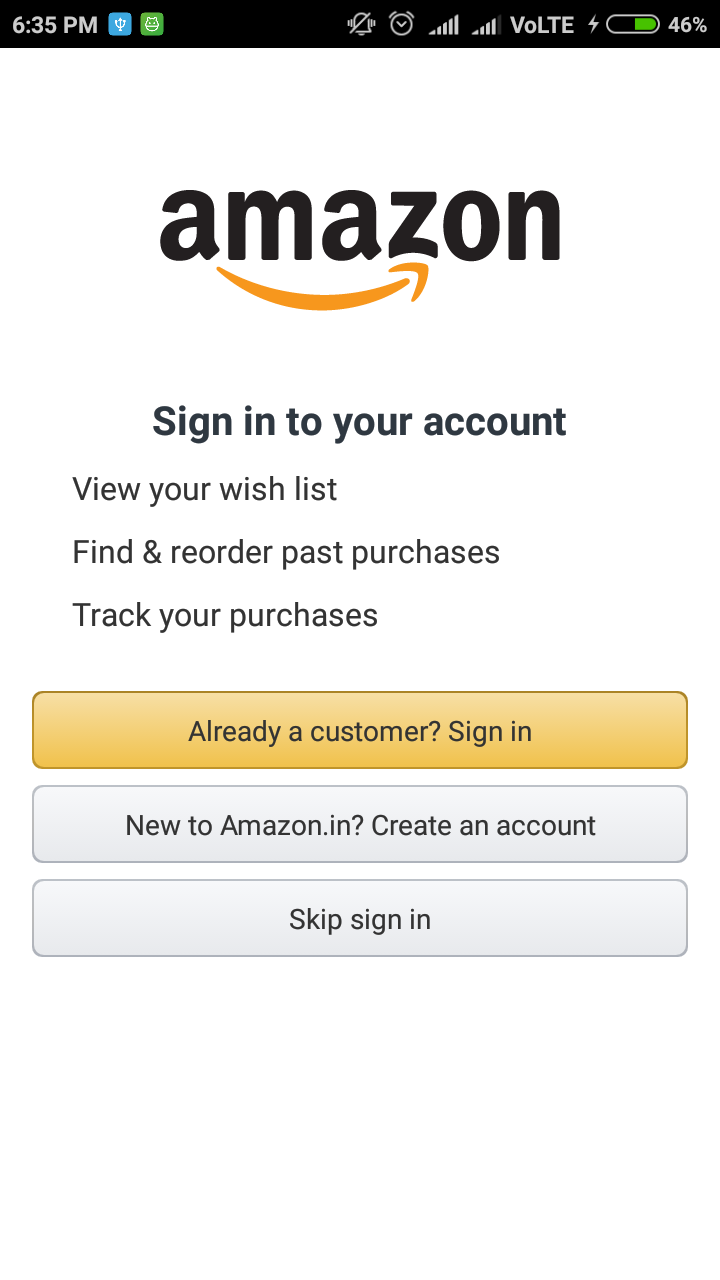 6:35 PM VoLTE 46%
amazon
Sign in to your account
View your wish list
Find & reorder past purchases
Track your purchases
Already a customer? Sign in
New to Amazon.in? Create an account
Skip sign in